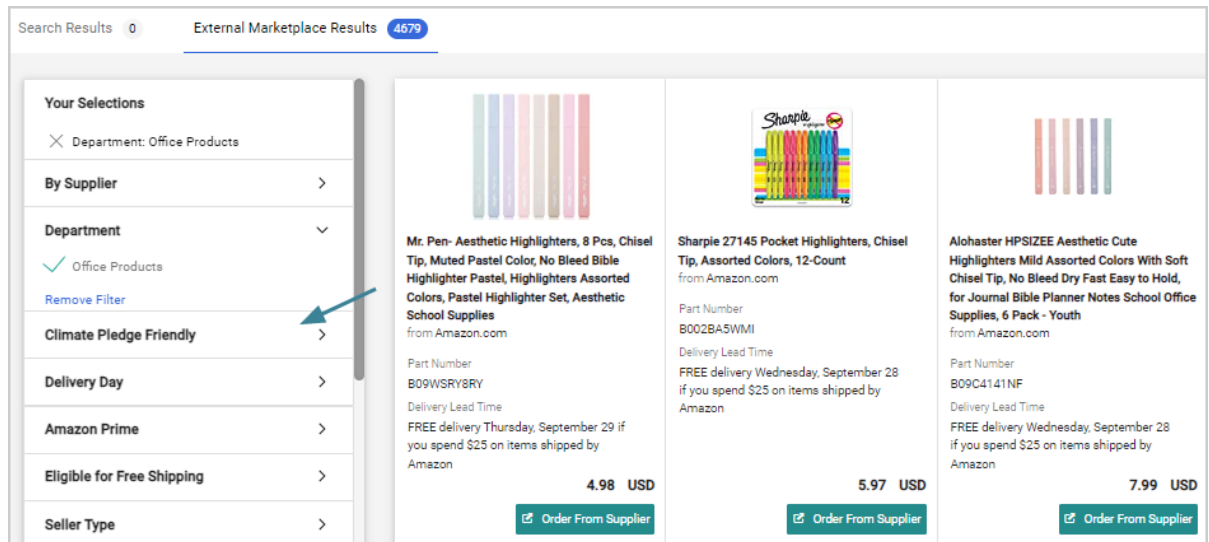 Search Results 0 External Marketplace Results 4679
Your Selections
Department: Office Products
By Supplier
Department
Office Products
Remove Filter
Climate Pledge Friendly
Delivery Day
Amazon Prime
Eligible for Free Shipping
Seller Type
Mr. Pen- Aesthetic Highlighters, 8 Pcs, Chisel
Tip, Muted Pastel Color, No Bleed Bible
Highlighter Pastel, Highlighters Assorted
Colors, Pastel Highlighter Set, Aesthetic
School Supplies
from Amazon.com
Part Number
B09WSRY8RY
Delivery Lead Time
FREE delivery Thursday, September 29 if
you spend $25 on items shipped by
Amazon
4.98 USD
Order From Supplier
Sharpie
12
Sharpie 27145 Pocket Highlighters, Chisel
Tip, Assorted Colors, 12-Count
from Amazon.com
Part Number
B002BA5WMI
Delivery Lead Time
FREE delivery Wednesday, September 28
if you spend $25 on items shipped by
Amazon
5.97 USD
Order From Supplier
Alohaster HPSIZEE Aesthetic Cute
Highlighters Mild Assorted Colors With Soft
Chisel Tip, No Bleed Dry Fast Easy to Hold,
for Journal Bible Planner Notes School Office
Supplies, 6 Pack - Youth
from Amazon.com
Part Number
B09C4141NF
Delivery Lead Time
FREE delivery Wednesday, September 28
if you spend $25 on items shipped by
Amazon
7.99 USD
Order From Supplier